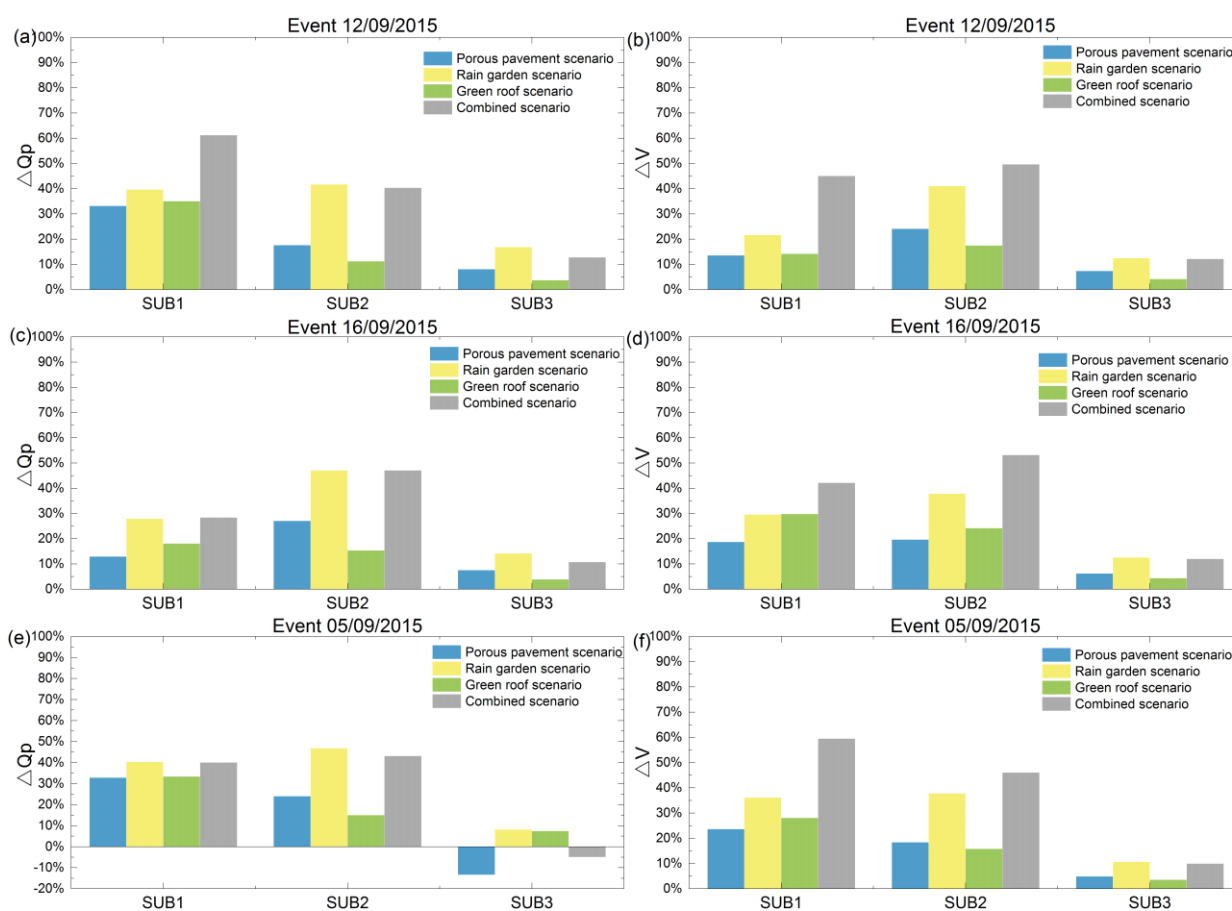 (a) Event 12/09/2015
100%
90%
80%
70%
60%
50%
40%
30%
20%
10%
0%
△Qp
Porous pavement scenario
Rain garden scenario
Green roof scenario
Combined scenario
SUB1 SUB2 SUB3
(b) Event 12/09/2015
100%
90%
80%
70%
60%
50%
40%
30%
20%
10%
0%
△V
Porous pavement scenario
Rain garden scenario
Green roof scenario
Combined scenario
SUB1 SUB2 SUB3
(c) Event 16/09/2015
100%
90%
80%
70%
60%
50%
40%
30%
20%
10%
0%
△Qp
Porous pavement scenario
Rain garden scenario
Green roof scenario
Combined scenario
SUB1 SUB2 SUB3
(d) Event 16/09/2015
100%
90%
80%
70%
60%
50%
40%
30%
20%
10%
0%
△V
Porous pavement scenario
Rain garden scenario
Green roof scenario
Combined scenario
SUB1 SUB2 SUB3
(e) Event 05/09/2015
100%
90%
80%
70%
60%
50%
40%
30%
20%
10%
0%
-10%
-20%
△Qp
Porous pavement scenario
Rain garden scenario
Green roof scenario
Combined scenario
SUB1 SUB2 SUB3
(f) Event 05/09/2015
100%
90%
80%
70%
60%
50%
40%
30%
20%
10%
0%
△V
Porous pavement scenario
Rain garden scenario
Green roof scenario
Combined scenario
SUB1 SUB2 SUB3